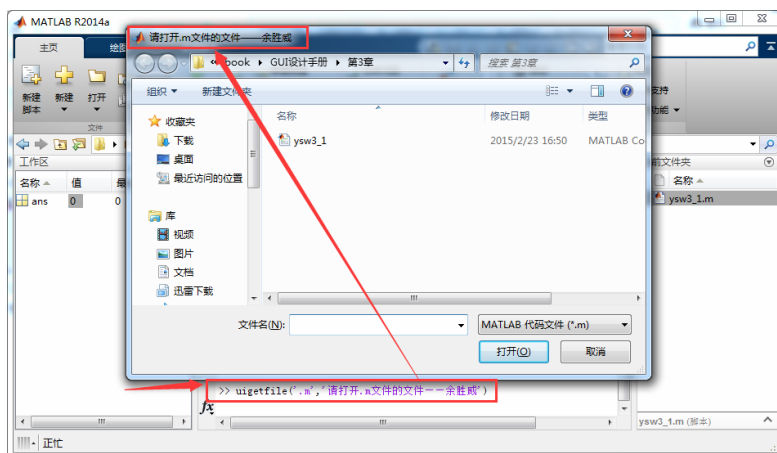 MATLAB R2014a
请打开.m文件的文件——余胜威
主页
绘图
新建
脚本
新建
打开
文件
« book ▸ GUI设计手册 ▸ 第3章
搜索 第3章
组织
新建文件夹
支持
功能
收藏夹
下载
桌面
最近访问的位置
库
视频
图片
文档
迅雷下载
名称
修改日期
类型
ysw3_1
2015/2/23 16:50
MATLAB Co
工作区
名称
值
ans
0
0
前文件夹
名称
ysw3_1.m
文件名(N):
MATLAB 代码文件 (*.m)
打开(O)
取消
>> uigetfile('.m','请打开.m文件的文件——余胜威')
fx
ysw3_1.m (脚本)
正忙